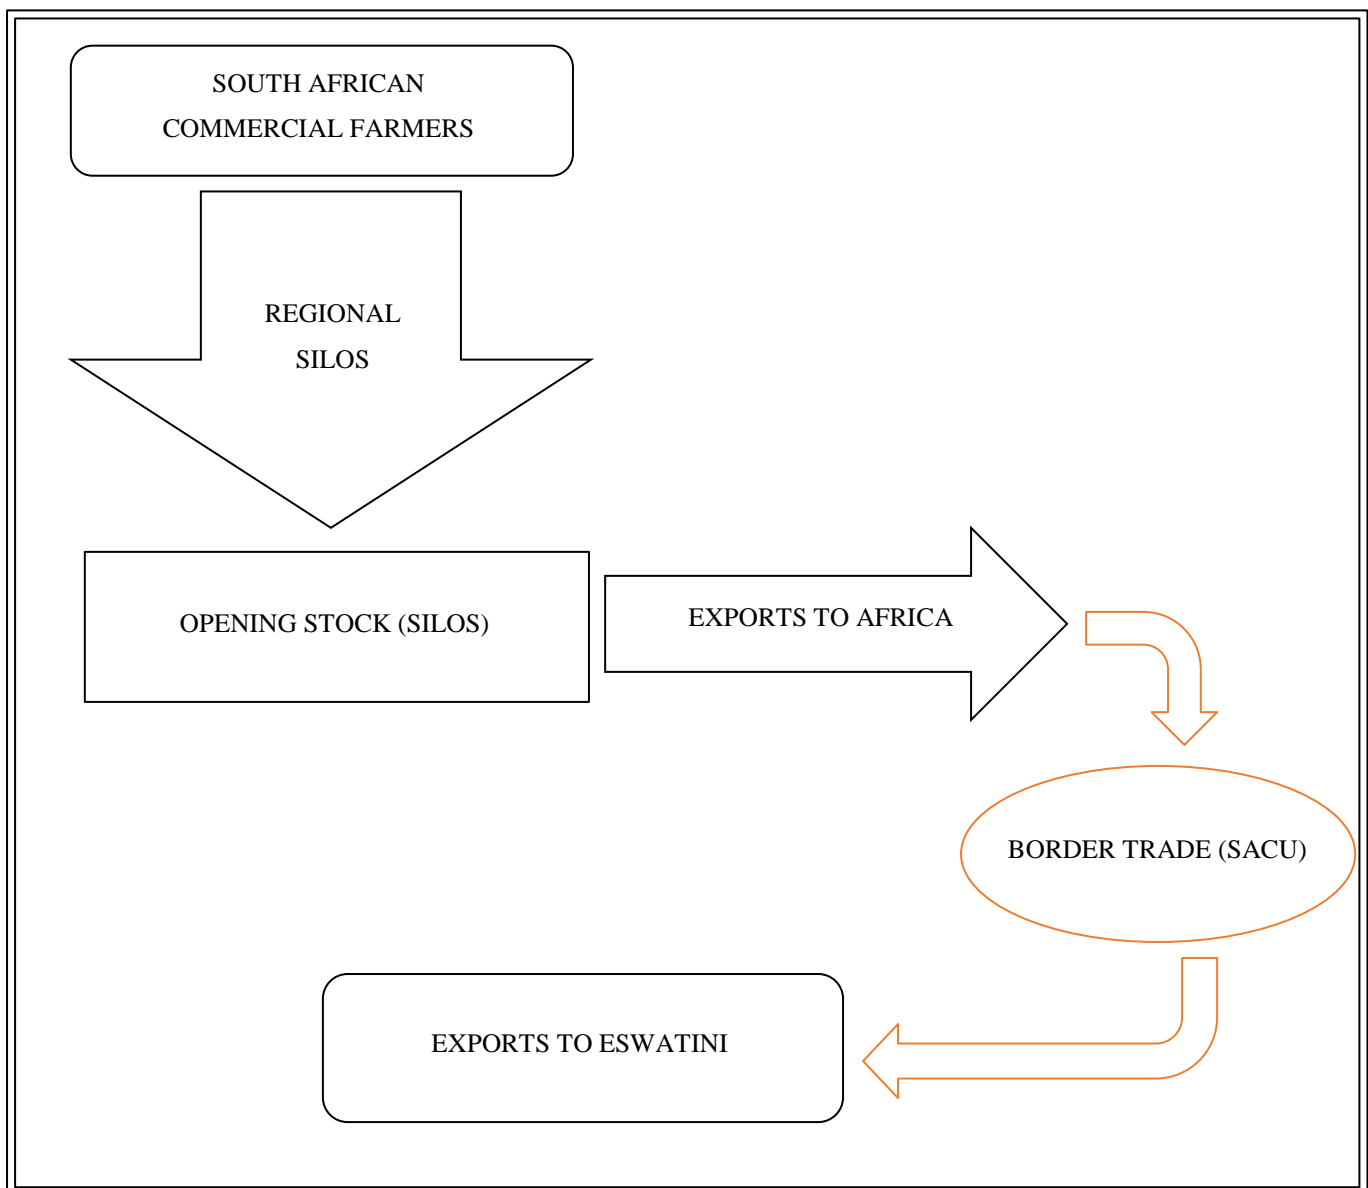 SOUTH AFRICAN
COMMERCIAL FARMERS
REGIONAL
SILOS
OPENING STOCK (SILOS)
EXPORTS TO AFRICA
BORDER TRADE (SACU)
EXPORTS TO ESWATINI